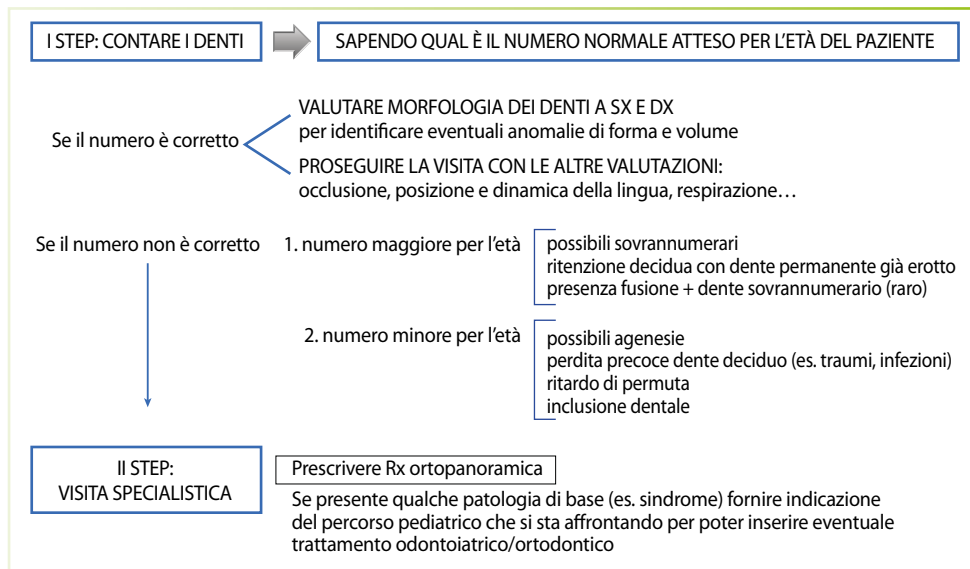 I STEP: CONTARE I DENTI
SAPENDO QUAL È IL NUMERO NORMALE ATTESO PER L'ETÀ DEL PAZIENTE
Se il numero è corretto
VALUTARE MORFOLOGIA DEI DENTI A SX E DX
per identificare eventuali anomalie di forma e volume
PROSEGUIRE LA VISITA CON LE ALTRE VALUTAZIONI:
occlusione, posizione e dinamica della lingua, respirazione…
Se il numero non è corretto
1. numero maggiore per l'età
possibili sovrannumerari
ritenzione decidua con dente permanente già erotto
presenza fusione + dente sovrannumerario (raro)
2. numero minore per l'età
possibili agenesie
perdita precoce dente deciduo (es. traumi, infezioni)
ritardo di permuta
inclusione dentale
II STEP:
VISITA SPECIALISTICA
Prescrivere Rx ortopanoramica
Se presente qualche patologia di base (es. sindrome) fornire indicazione
del percorso pediatrico che si sta affrontando per poter inserire eventuale
trattamento odontoiatrico/ortodontico